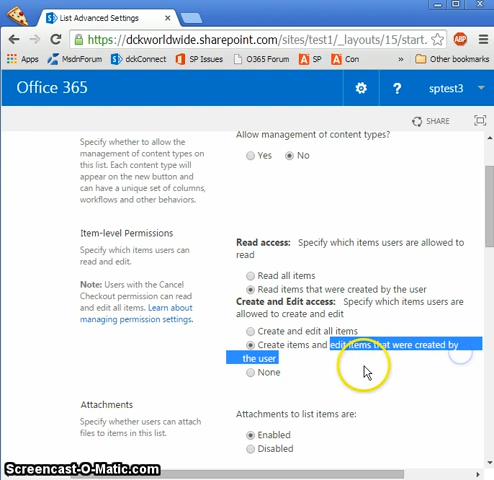 List Advanced Settings
https://dckworldwide.sharepoint.com/sites/test1/_layouts/15/start.
ABP
Apps MsdnForum dckConnect SP Issues O365 Forum SP Con Other bookmarks
Office 365
? sptest3
SHARE
Specify whether to allow the
management of content types on
this list. Each content type will
appear on the new button and
can have a unique set of columns,
workflows and other behaviors.
Allow management of content types?
Yes No
Item-level Permissions
Specify which items users can
read and edit.
Note: Users with the Cancel
Checkout permission can read
and edit all items. Learn about
managing permission settings.
Read access: Specify which items users are allowed to
read
Read all items
Read items that were created by the user
Create and Edit access: Specify which items users are
allowed to create and edit
Create and edit all items
Create items and edit items that were created by
the user
None
Attachments
Specify whether users can attach
files to items in this list.
Attachments to list items are:
Enabled
Disabled
Screencast-O-Matic.com